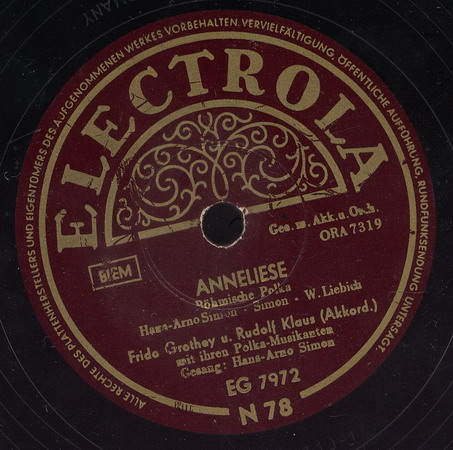 ALLE RECHTE DES PLATTENHERSTELLERS UND EIGENTÜMERS DES AUFGENOMMENEN WERKES VORBEHALTEN. VERVIELFÄLTIGUNG, ÖFFENTLICHE AUFFÜHRUNG, RUNDFUNKSENDUNG UNTERSAGT.
ELECTROLA
Ges. m. Akk. u. Orch.
ORA 7319
BIEM
ANNELIESE
Böhmische Polka
Hans-Arno Simon - Simon - W. Liebich
Frido Grothey u. Rudolf Klaus (Akkord.)
mit ihren Polka-Musikanten
Gesang: Hans-Arno Simon
EG 7972
N 78